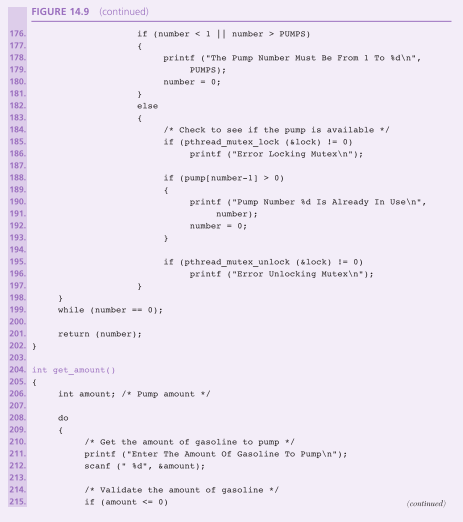 FIGURE 14.9 (continued)
176. if (number < 1 || number > PUMPS)
177. {
178. printf ("The Pump Number Must Be From 1 To %d\n",
179. PUMPS);
180. number = 0;
181. }
182. else
183. {
184. /* Check to see if the pump is available */
185. if (pthread_mutex_lock (&lock) != 0)
186. printf ("Error Locking Mutex\n");
187.
188. if (pump[number-1] > 0)
189. {
190. printf ("Pump Number %d Is Already In Use\n",
191. number);
192. number = 0;
193. }
194.
195. if (pthread_mutex_unlock (&lock) != 0)
196. printf ("Error Unlocking Mutex\n");
197. }
198. }
199. while (number == 0);
200.
201. return (number);
202. }
203.
204. int get_amount()
205. {
206. int amount; /* Pump amount */
207.
208. do
209. {
210. /* Get the amount of gasoline to pump */
211. printf ("Enter The Amount Of Gasoline To Pump\n");
212. scanf (" %d", &amount);
213.
214. /* Validate the amount of gasoline */
215. if (amount <= 0)
(continued)